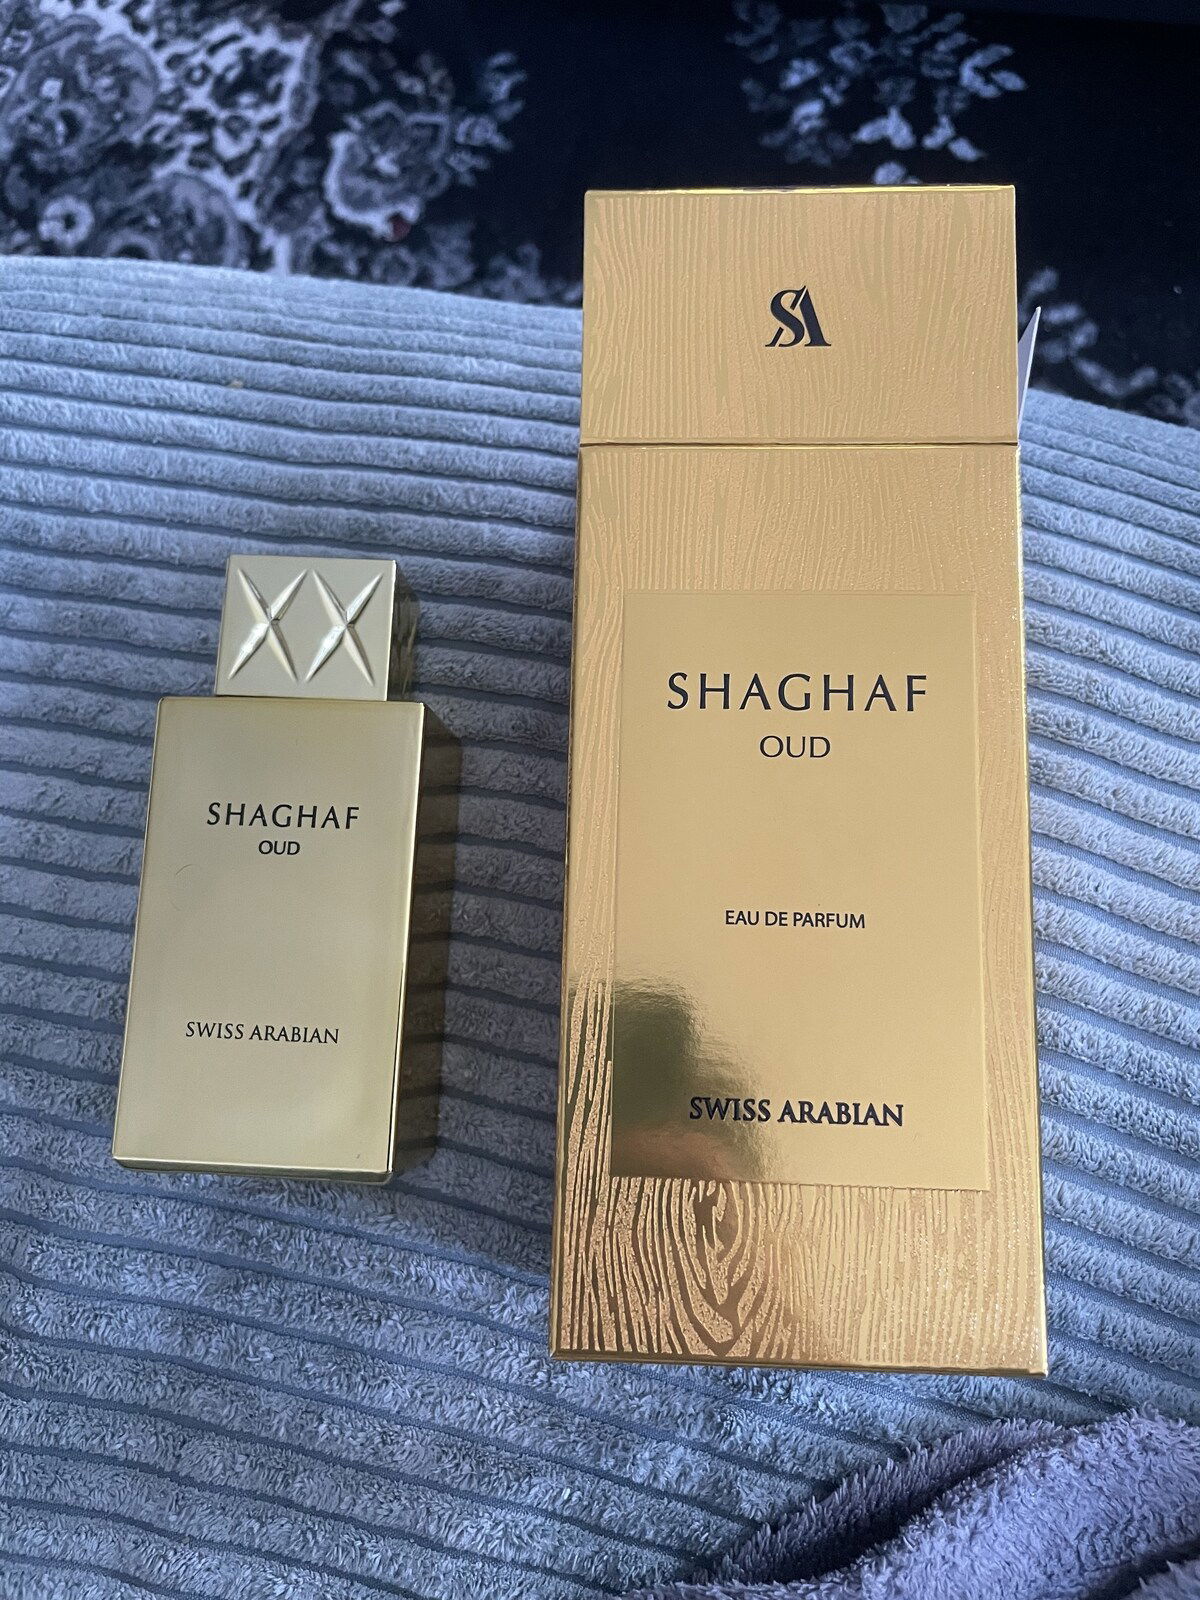 SHAGHAF
OUD
SWISS ARABIAN
SA
SHAGHAF
OUD
EAU DE PARFUM
SWISS ARABIAN